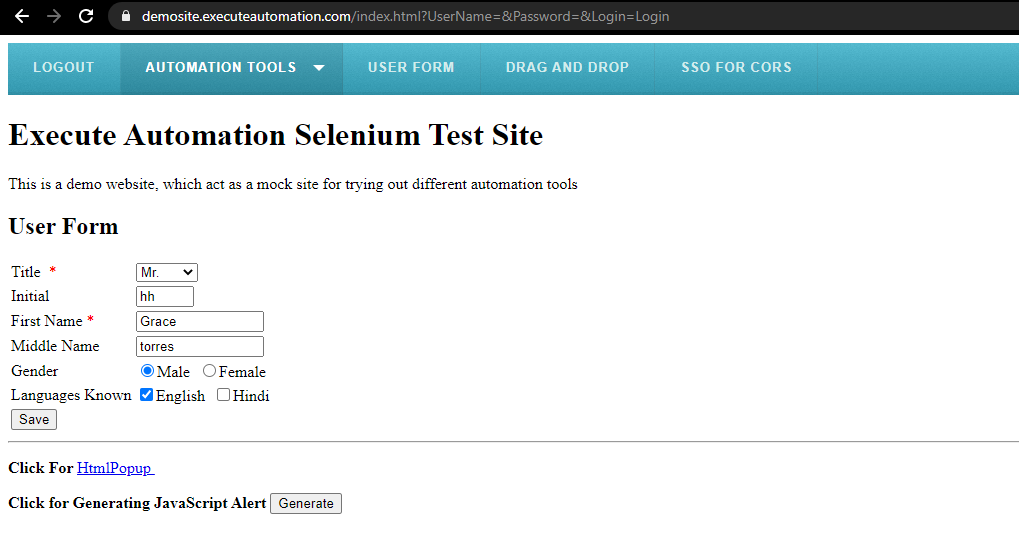 demosite.executeautomation.com/index.html?UserName=&Password=&Login=Login
LOGOUT AUTOMATION TOOLS USER FORM DRAG AND DROP SSO FOR CORS
Execute Automation Selenium Test Site
This is a demo website, which act as a mock site for trying out different automation tools
User Form
Title * Mr.
Initial hh
First Name * Grace
Middle Name torres
Gender Male Female
Languages Known English Hindi
Save
Click For HtmlPopup
Click for Generating JavaScript Alert Generate